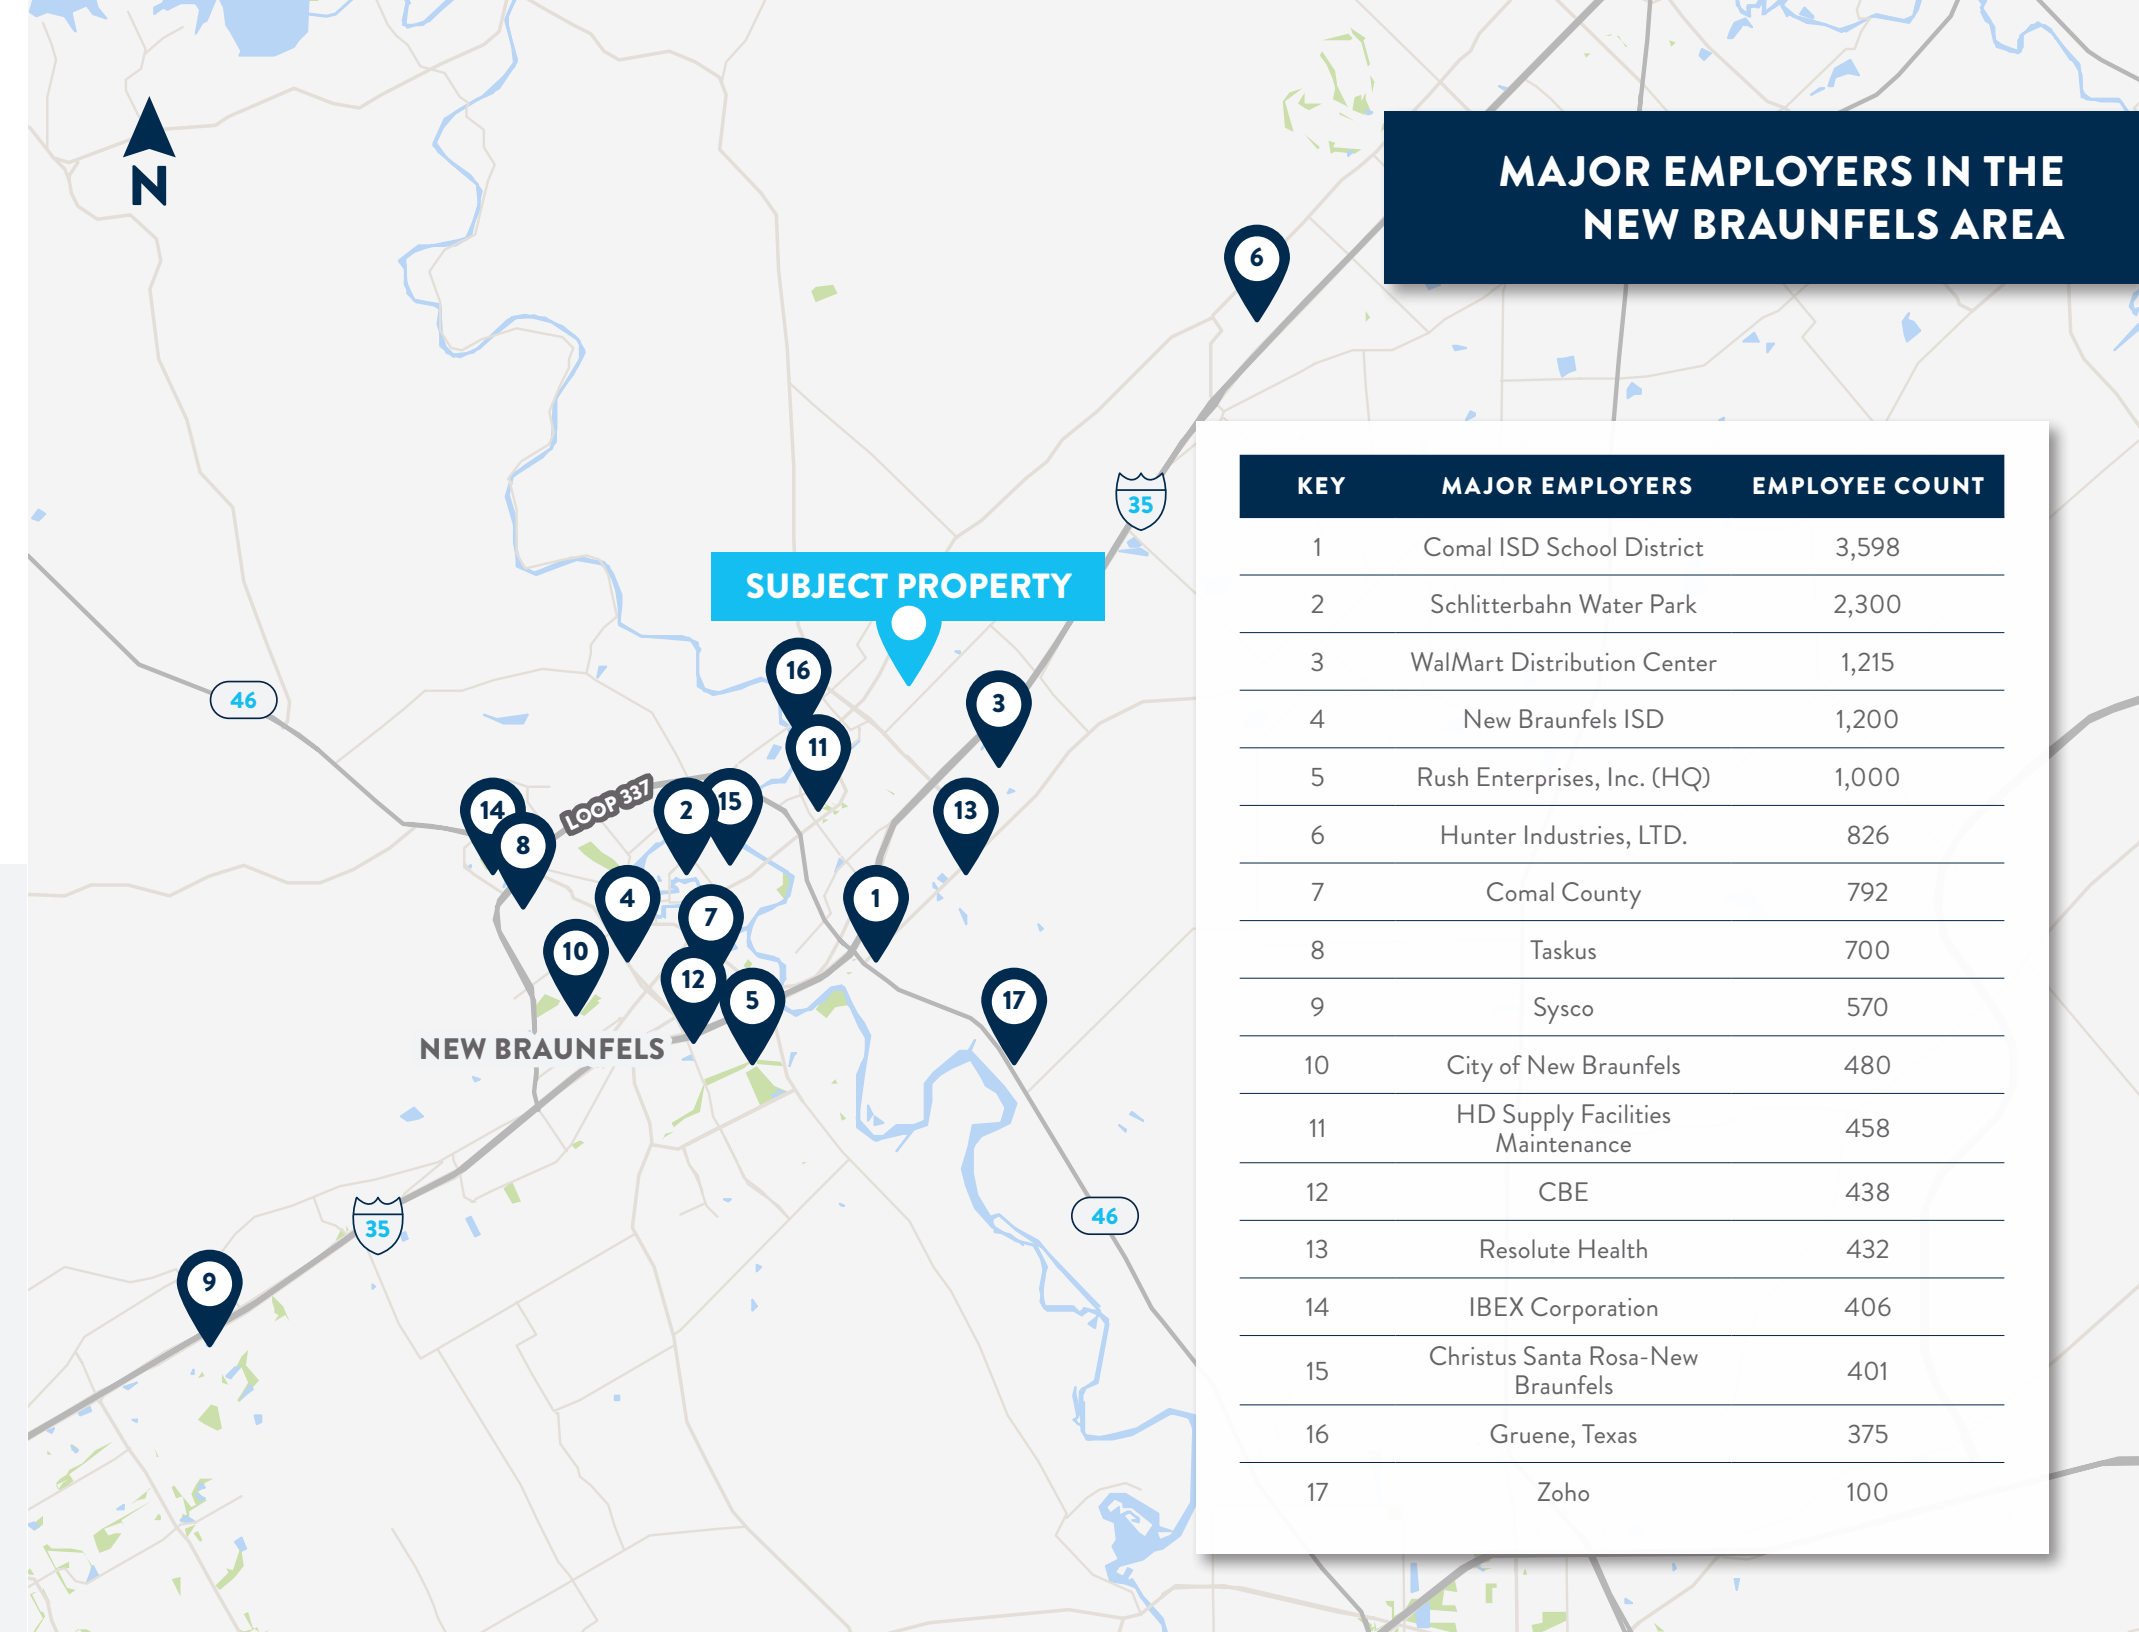 N
MAJOR EMPLOYERS IN THE
NEW BRAUNFELS AREA
6
35
SUBJECT PROPERTY
46
16
3
11
LOOP 337
14
2
15
13
8
4
1
7
10
12
5
17
NEW BRAUNFELS
46
35
9
KEY MAJOR EMPLOYERS EMPLOYEE COUNT
1 Comal ISD School District 3,598
2 Schlitterbahn Water Park 2,300
3 WalMart Distribution Center 1,215
4 New Braunfels ISD 1,200
5 Rush Enterprises, Inc. (HQ) 1,000
6 Hunter Industries, LTD. 826
7 Comal County 792
8 Taskus 700
9 Sysco 570
10 City of New Braunfels 480
11 HD Supply Facilities
Maintenance 458
12 CBE 438
13 Resolute Health 432
14 IBEX Corporation 406
15 Christus Santa Rosa-New
Braunfels 401
16 Gruene, Texas 375
17 Zoho 100